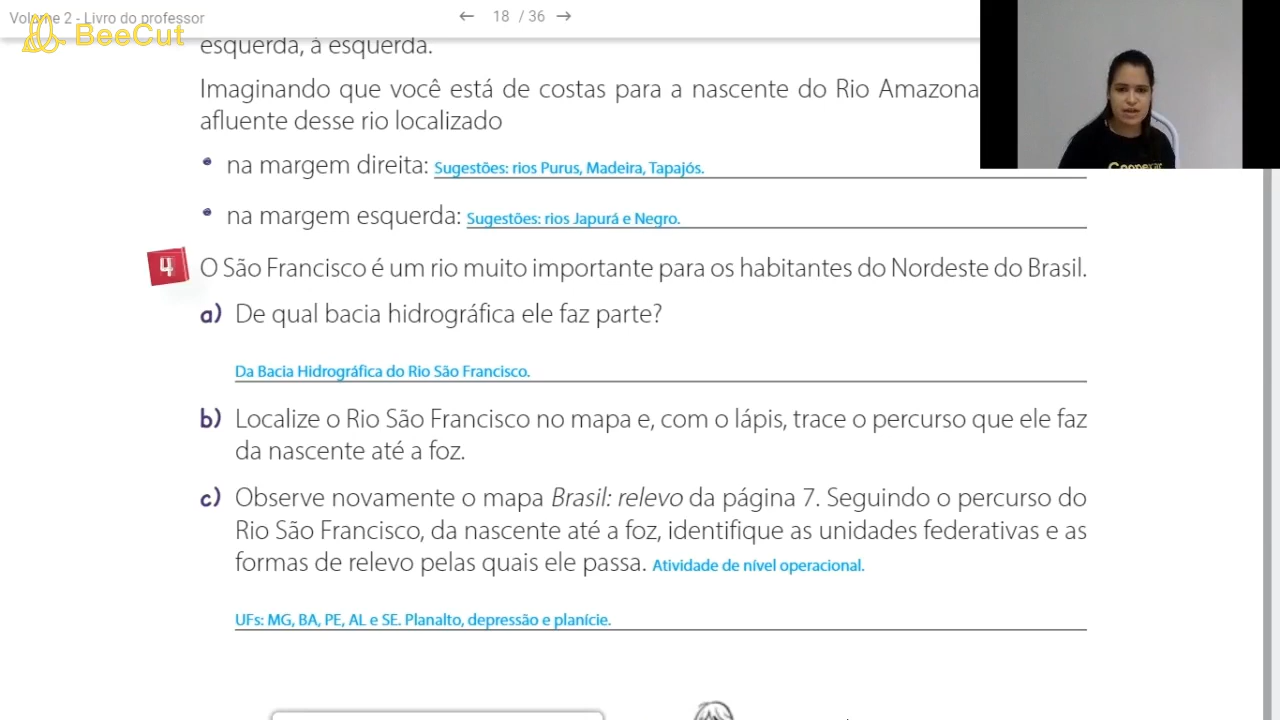 Volume 2 - Livro do professor
18 / 36
BeeCut
esquerda, à esquerda.
Imaginando que você está de costas para a nascente do Rio Amazona
afluente desse rio localizado
na margem direita: Sugestões: rios Purus, Madeira, Tapajós.
na margem esquerda: Sugestões: rios Japurá e Negro.
4 O São Francisco é um rio muito importante para os habitantes do Nordeste do Brasil.
a) De qual bacia hidrográfica ele faz parte?
Da Bacia Hidrográfica do Rio São Francisco.
b) Localize o Rio São Francisco no mapa e, com o lápis, trace o percurso que ele faz
da nascente até a foz.
c) Observe novamente o mapa Brasil: relevo da página 7. Seguindo o percurso do
Rio São Francisco, da nascente até a foz, identifique as unidades federativas e as
formas de relevo pelas quais ele passa. Atividade de nível operacional.
UFs: MG, BA, PE, AL e SE. Planalto, depressão e planície.